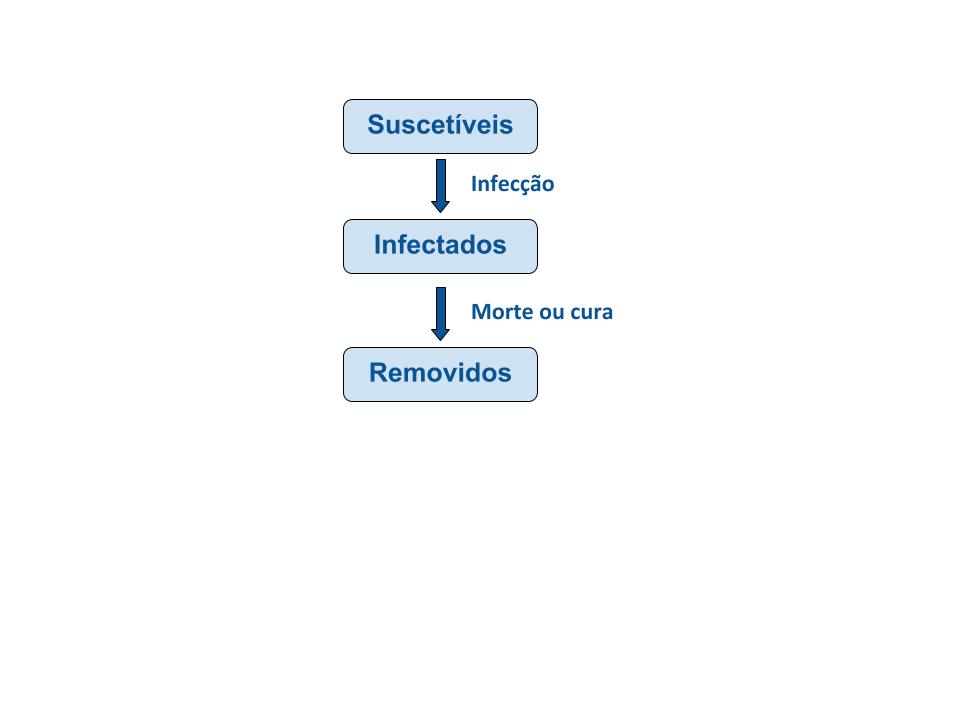 Suscetíveis
Infecção
Infectados
Morte ou cura
Removidos